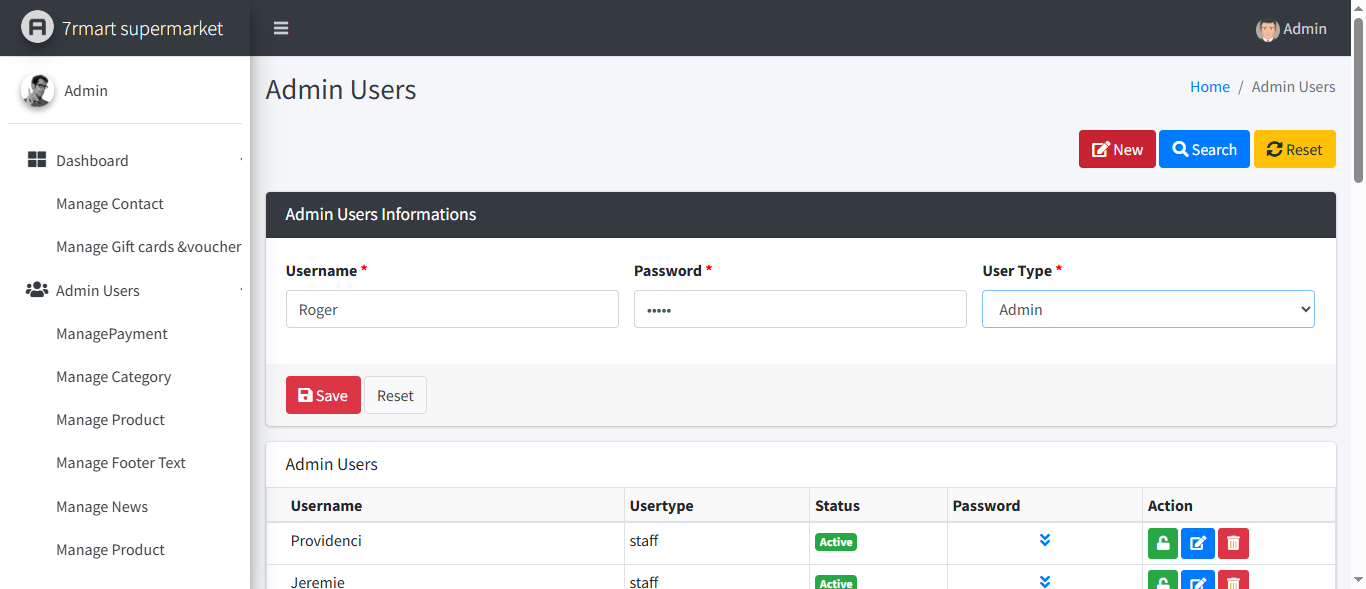 7rmart supermarket
Admin
Admin
Admin Users
Home / Admin Users
New Search Reset
Dashboard
Manage Contact
Manage Gift cards &voucher
Admin Users
ManagePayment
Manage Category
Manage Product
Manage Footer Text
Manage News
Manage Product
Admin Users Informations
Username * Password * User Type *
Roger ••••• Admin
Save Reset
Admin Users
Username Usertype Status Password Action
Providenci staff Active
Jeremie staff Active